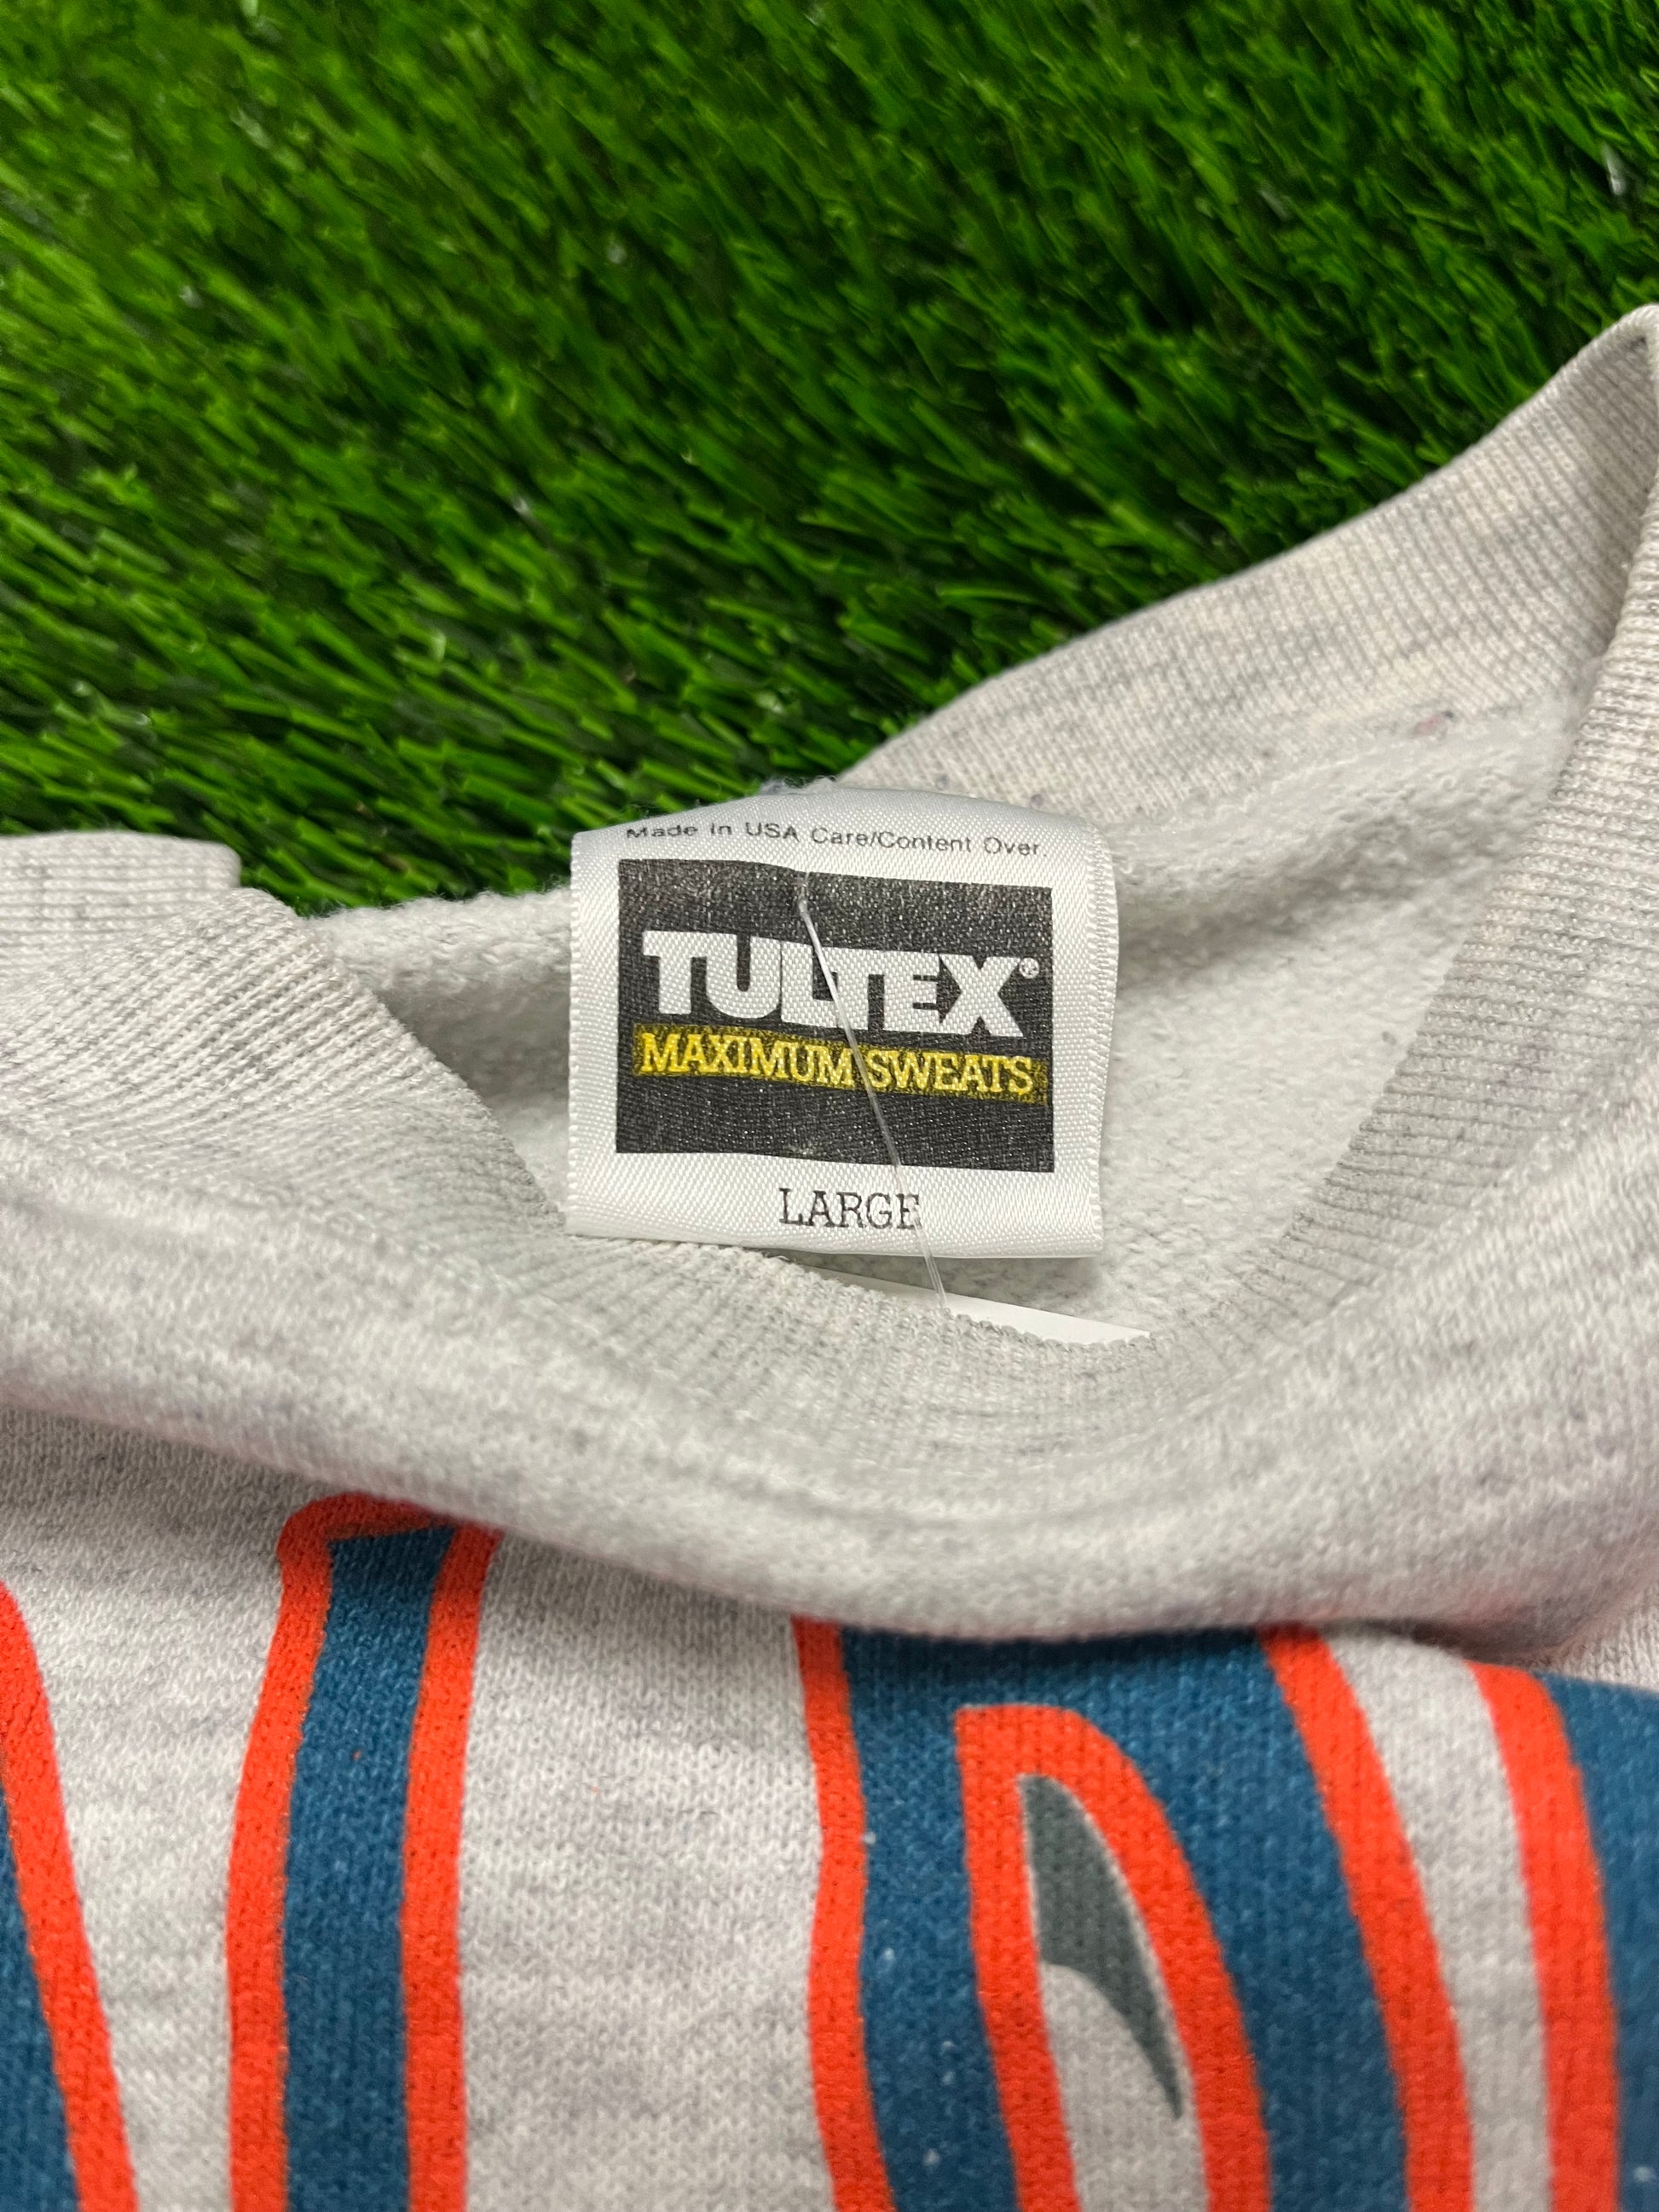 Made in USA Care/Content Over.
TULTEX®
MAXIMUM SWEATS
LARGE